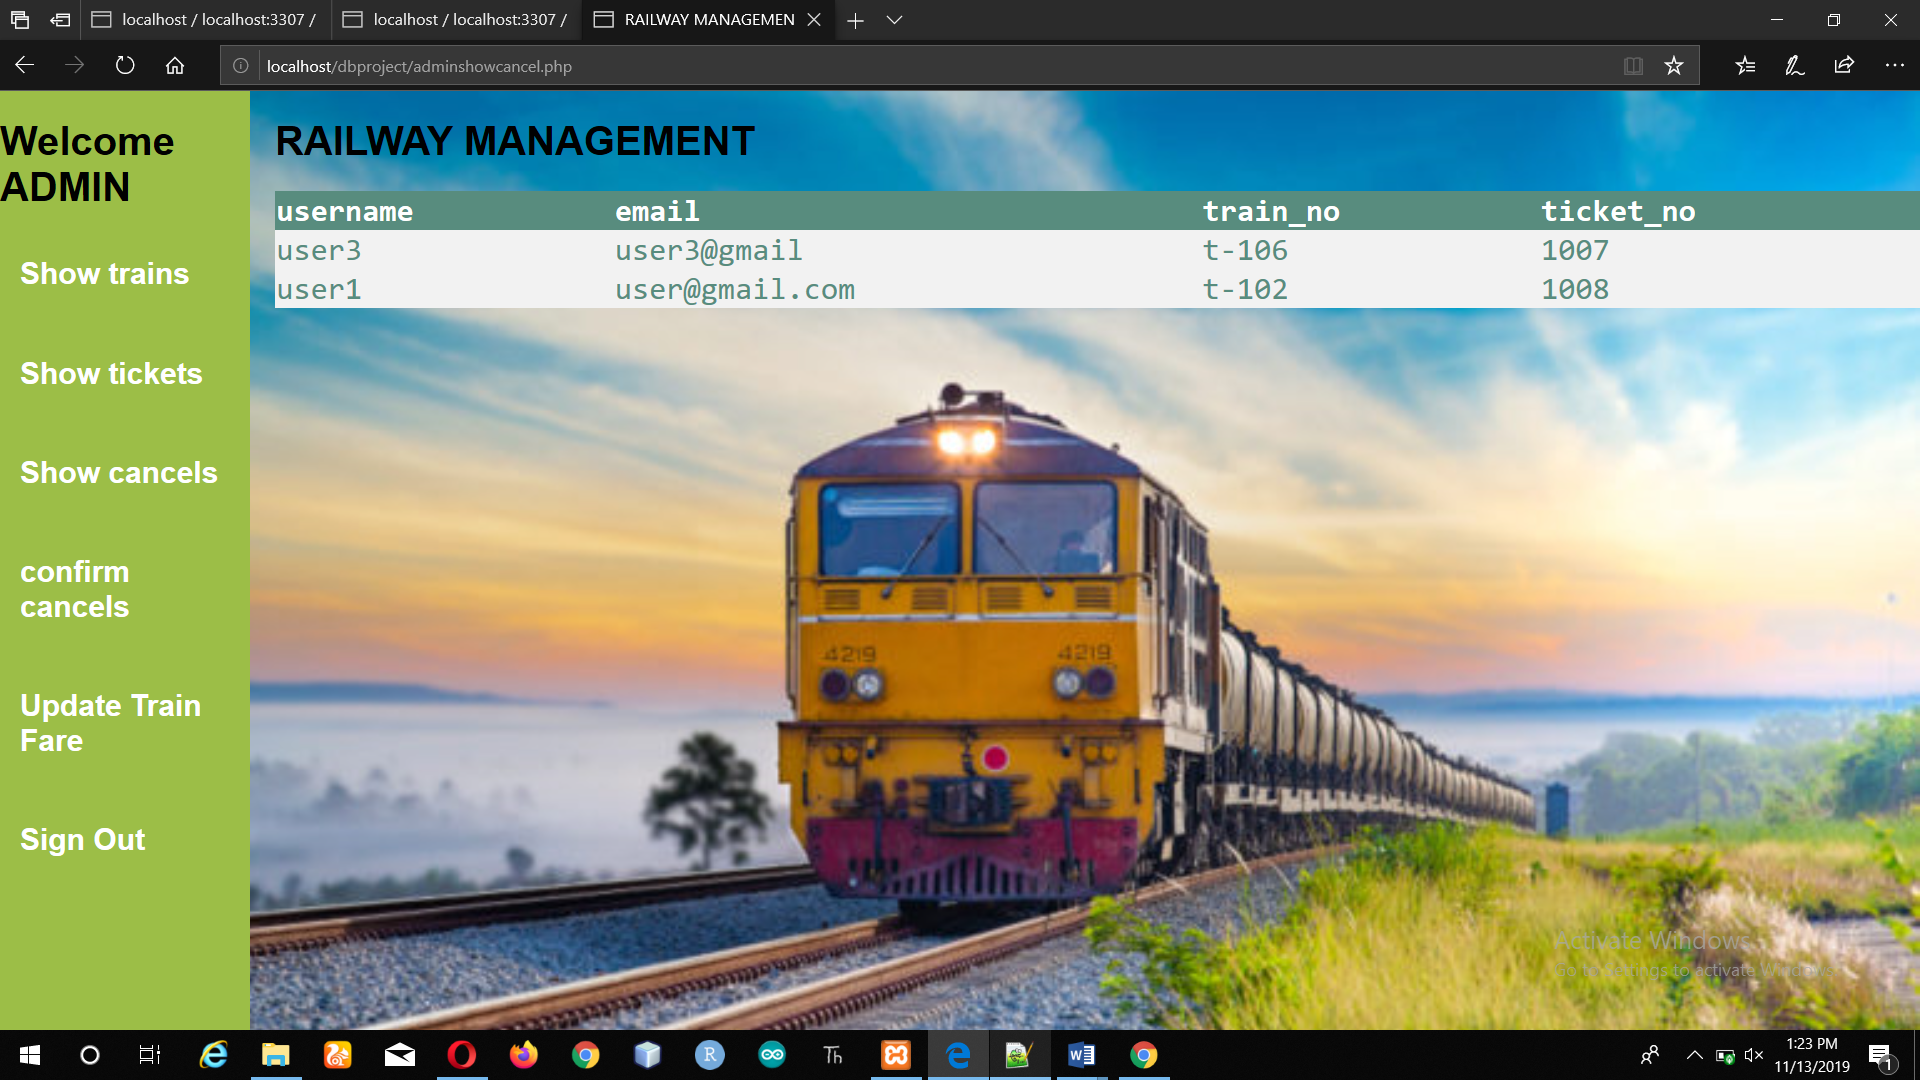 localhost / localhost:3307 /
localhost / localhost:3307 /
RAILWAY MANAGEMEN
localhost/dbproject/adminshowcancel.php
Welcome
ADMIN
Show trains
Show tickets
Show cancels
confirm
cancels
Update Train
Fare
Sign Out
RAILWAY MANAGEMENT
username email train_no ticket_no
user3 user3@gmail t-106 1007
user1 user@gmail.com t-102 1008
4219 4219
Activate Windows
Go to Settings to activate Windows.
R
Th
1:23 PM
11/13/2019
1